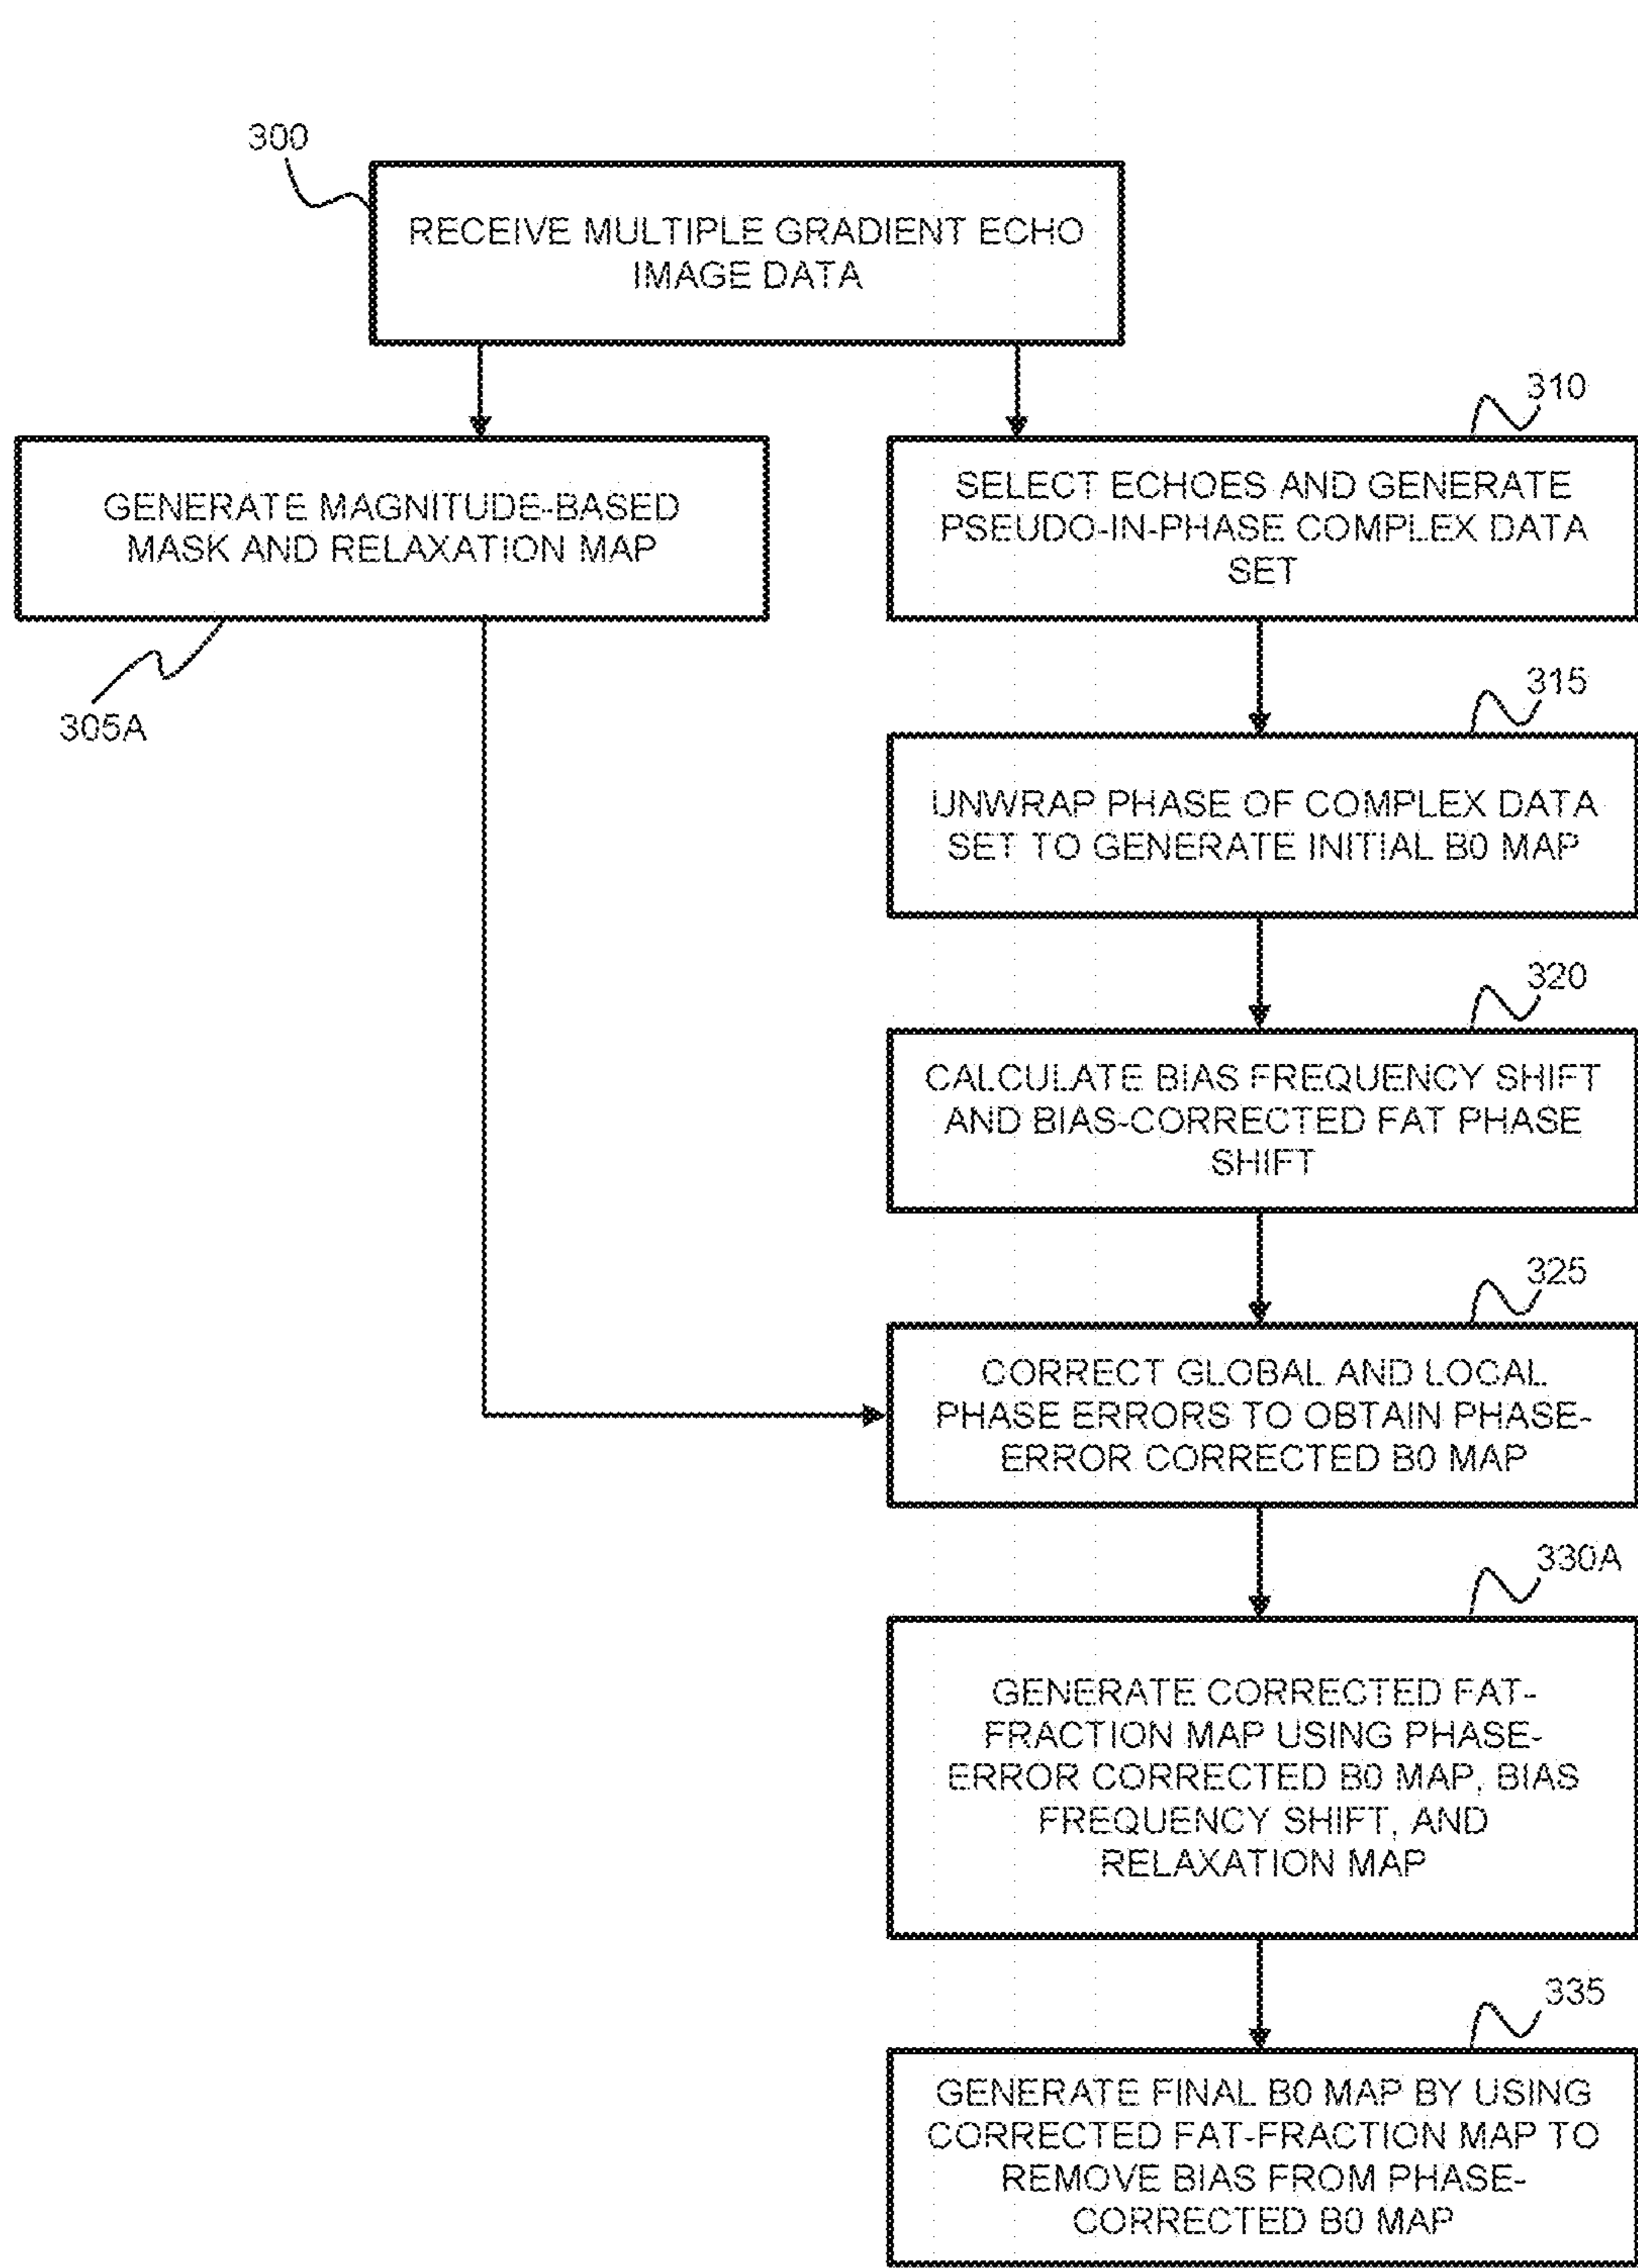 300
RECEIVE MULTIPLE GRADIENT ECHO
IMAGE DATA
GENERATE MAGNITUDE-BASED
MASK AND RELAXATION MAP
305A
310
SELECT ECHOES AND GENERATE
PSEUDO-IN-PHASE COMPLEX DATA
SET
315
UNWRAP PHASE OF COMPLEX DATA
SET TO GENERATE INITIAL B0 MAP
320
CALCULATE BIAS FREQUENCY SHIFT
AND BIAS-CORRECTED FAT PHASE
SHIFT
325
CORRECT GLOBAL AND LOCAL
PHASE ERRORS TO OBTAIN PHASE-
ERROR CORRECTED B0 MAP
330A
GENERATE CORRECTED FAT-
FRACTION MAP USING PHASE-
ERROR CORRECTED B0 MAP, BIAS
FREQUENCY SHIFT, AND
RELAXATION MAP
335
GENERATE FINAL B0 MAP BY USING
CORRECTED FAT-FRACTION MAP TO
REMOVE BIAS FROM PHASE-
CORRECTED B0 MAP